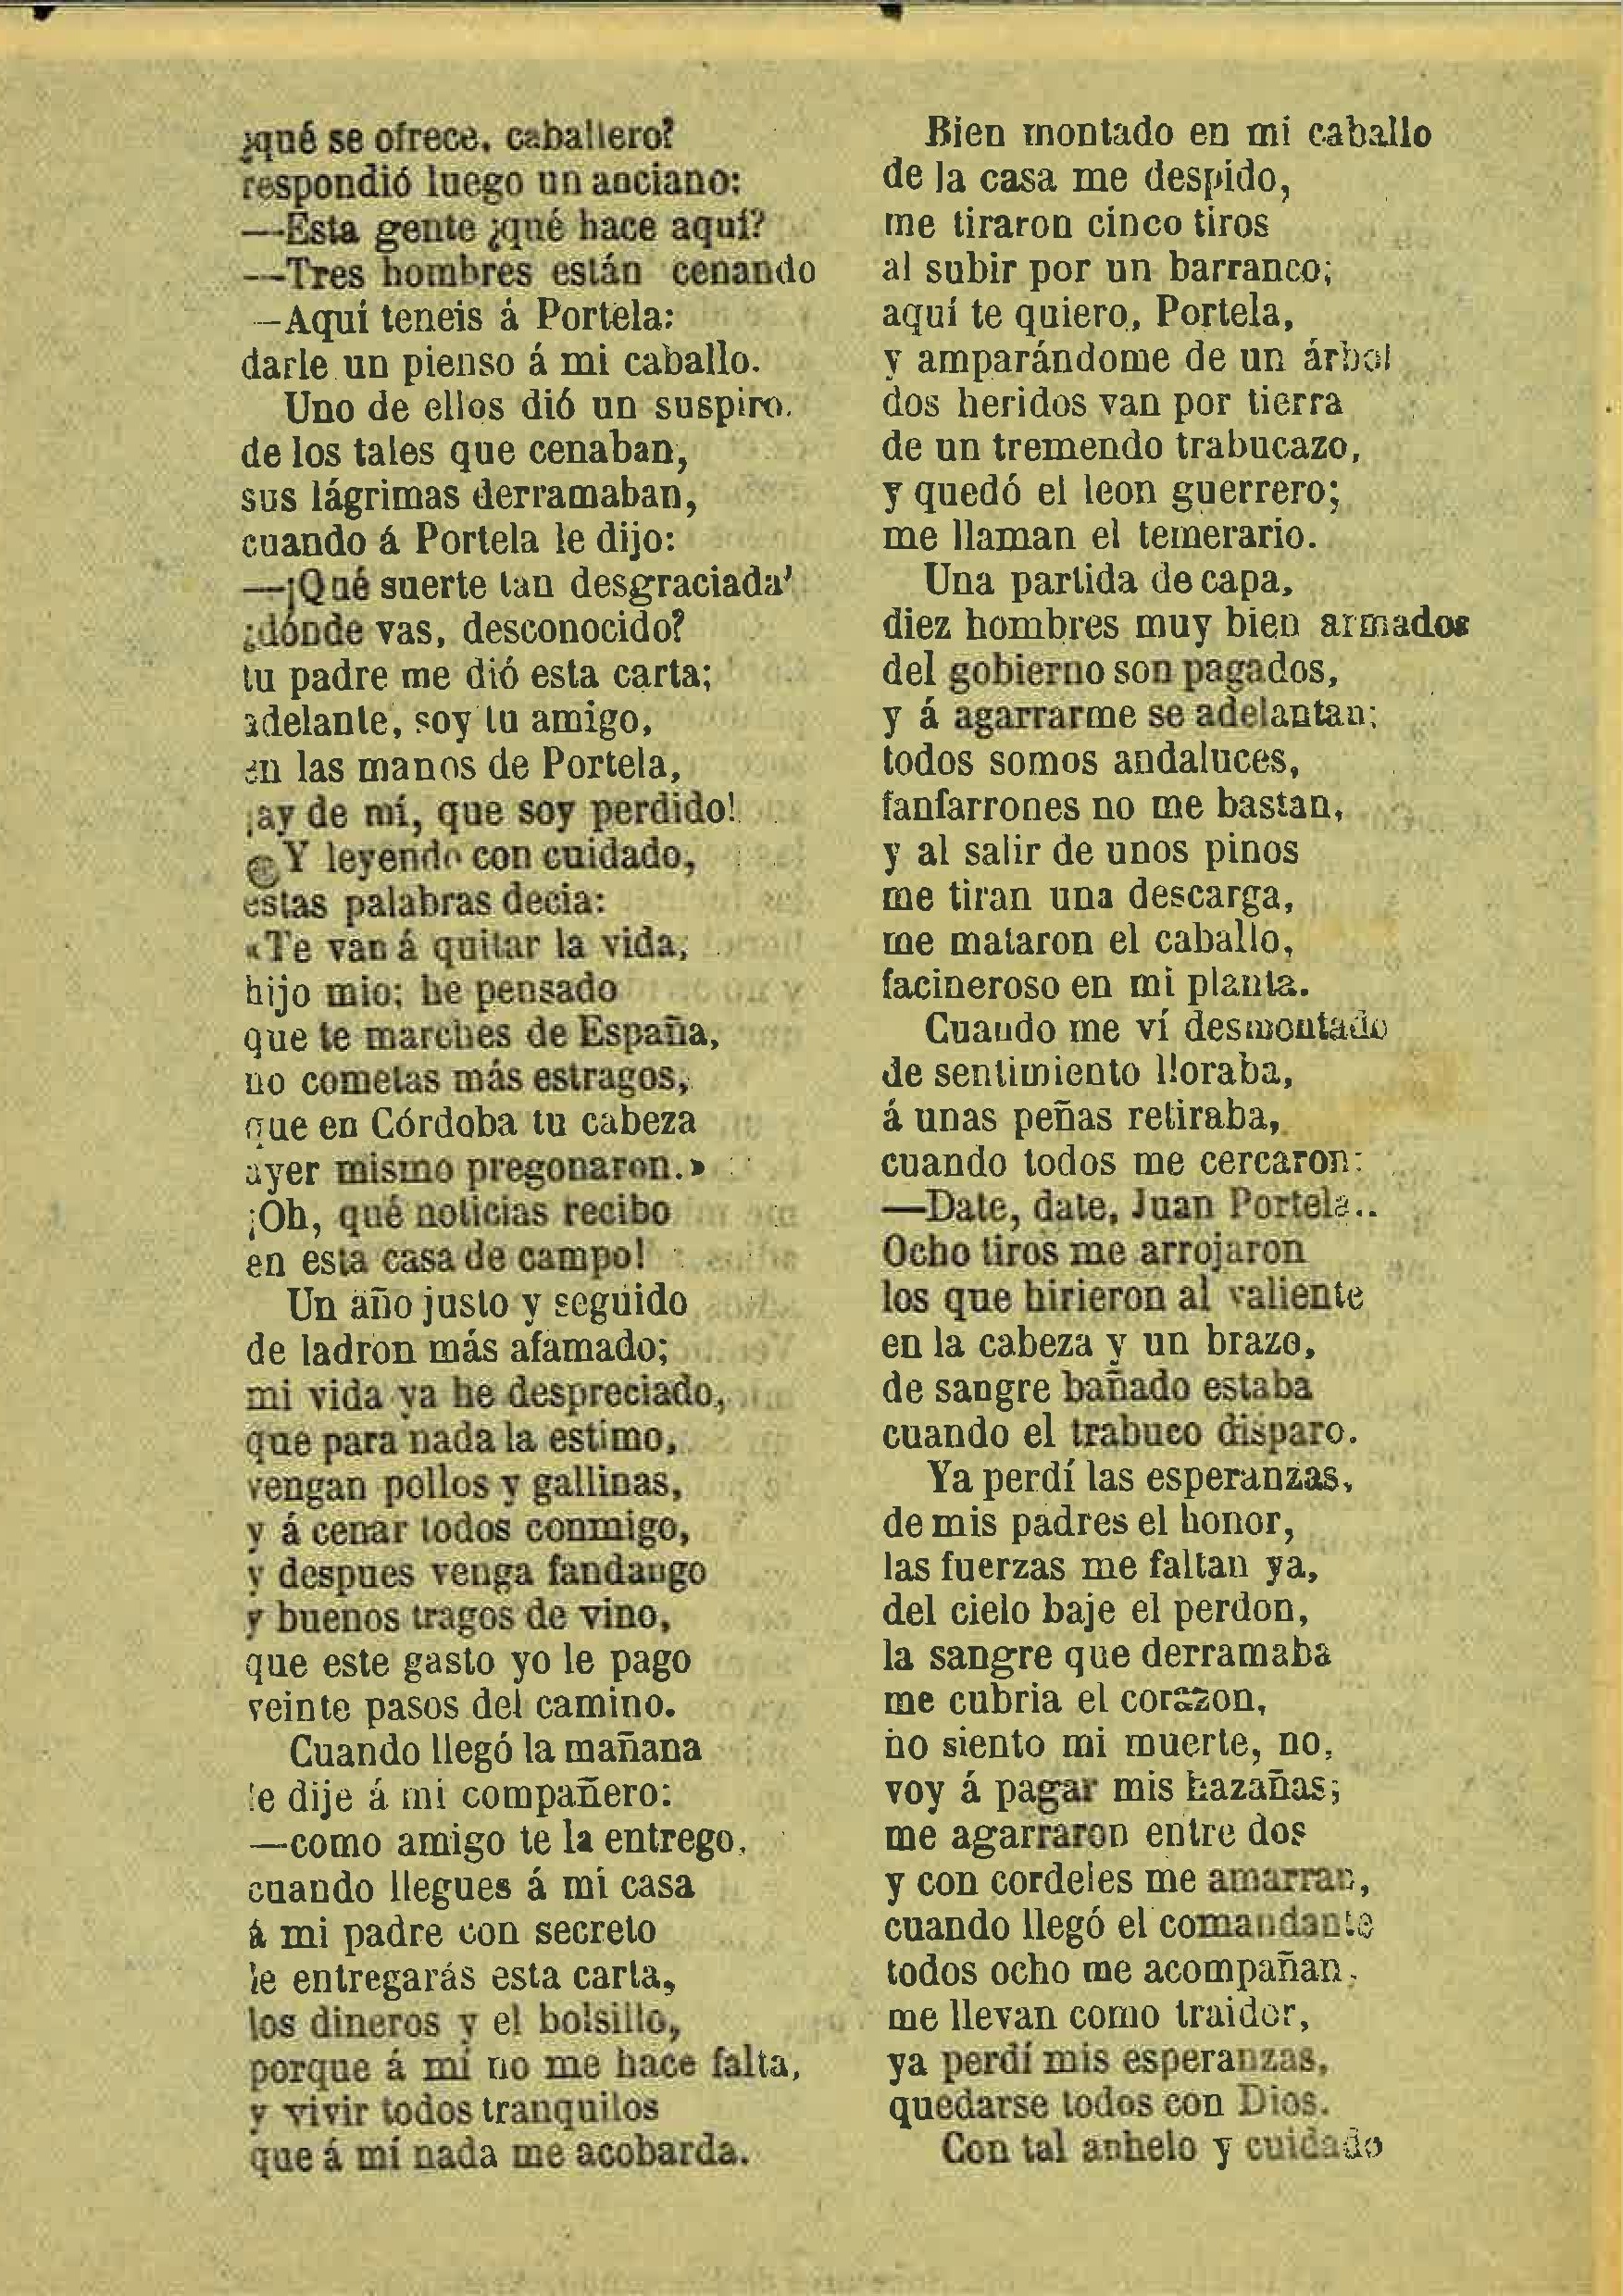 ¿qué se ofrece, caballero?
respondió luego un anciano:
—Esta gente ¿qué hace aquí?
—Tres hombres están cenando
—Aquí teneis á Portela:
darle un pienso á mi caballo.
Uno de ellos dió un suspiro.
de los tales que cenaban,
sus lágrimas derramaban,
cuando á Portela le dijo:
—¡Qué suerte tan desgraciada'
¿dónde vas, desconocido?
tu padre me dió esta carta;
adelante, soy tu amigo,
en las manos de Portela,
¡ay de mí, que soy perdido!
Y leyendo con cuidado,
estas palabras decia:
«Te ván á quitar la vida,
hijo mio; he pensado
que te marches de España,
no cometas más estragos,
que en Córdoba tu cabeza
ayer mismo pregonaron.»
¡Oh, qué noticias recibo
en esta casa de campo!
Un año justo y seguido
de ladron más afamado;
mi vida ya he despreciado,
que para nada la estimo,
vengan pollos y gallinas,
y á cenar todos conmigo,
y despues venga fandango
y buenos tragos de vino,
que este gasto yo le pago
veinte pasos del camino.
Cuando llegó la mañana
le dije á mi compañero:
—como amigo te la entrego,
cuando llegues á mi casa
á mi padre con secreto
le entregarás esta carta,
los dineros y el bolsillo,
porque á mí no me hace falta,
y vivir todos tranquilos
que á mí nada me acobarda.
Bien montado en mi caballo
de la casa me despido,
me tiraron cinco tiros
al subir por un barranco;
aquí te quiero, Portela,
y amparándome de un árbol
dos heridos van por tierra
de un tremendo trabucazo,
y quedó el leon guerrero;
me llaman el temerario.
Una partida de capa,
diez hombres muy bien armados
del gobierno son pagados,
y á agarrarme se adelantan;
todos somos andaluces,
fanfarrones no me bastan,
y al salir de unos pinos
me tiran una descarga,
me mataron el caballo,
facineroso en mi planta.
Cuando me ví desmontado
de sentimiento lloraba,
á unas peñas retiraba,
cuando todos me cercaron:
—Date, date, Juan Portela..
Ocho tiros me arrojaron
los que hirieron al valiente
en la cabeza y un brazo,
de sangre bañado estaba
cuando el trabuco disparo.
Ya perdí las esperanzas,
de mis padres el honor,
las fuerzas me faltan ya,
del cielo baje el perdon,
la sangre que derramaba
me cubria el corazon,
no siento mi muerte, no,
voy á pagar mis hazañas;
me agarraron entre dos
y con cordeles me amarran,
cuando llegó el comandante
todos ocho me acompañan,
me llevan como traidor,
ya perdí mis esperanzas,
quedarse todos con Dios.
Con tal anhelo y cuidado